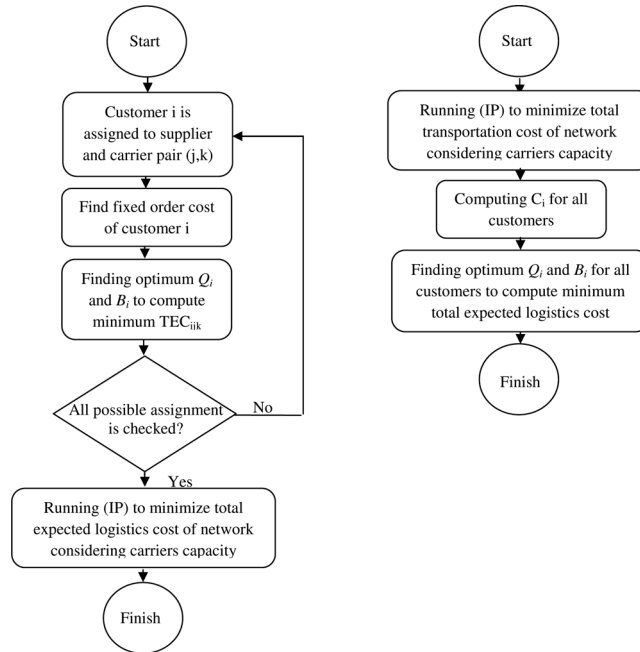 Start
Customer i is
assigned to supplier
and carrier pair (j,k)
Find fixed order cost
of customer i
Finding optimum Qi
and Bi to compute
minimum TECijk
All possible assignment
is checked?
No
Yes
Running (IP) to minimize total
expected logistics cost of network
considering carriers capacity
Finish
Start
Running (IP) to minimize total
transportation cost of network
considering carriers capacity
Computing Ci for all
customers
Finding optimum Qi and Bi for all
customers to compute minimum
total expected logistics cost
Finish